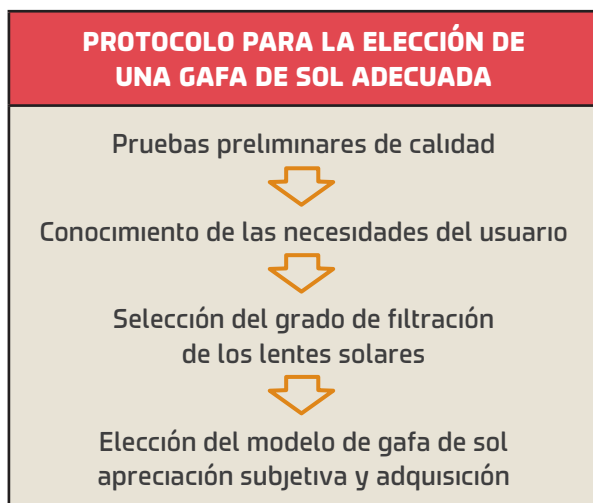 PROTOCOLO PARA LA ELECCIÓN DE
UNA GAFA DE SOL ADECUADA
Pruebas preliminares de calidad
Conocimiento de las necesidades del usuario
Selección del grado de filtración
de los lentes solares
Elección del modelo de gafa de sol
apreciación subjetiva y adquisición